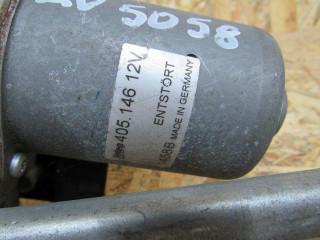 5058
405.146 12V
ENTSTÖRT
MADE IN GERMANY